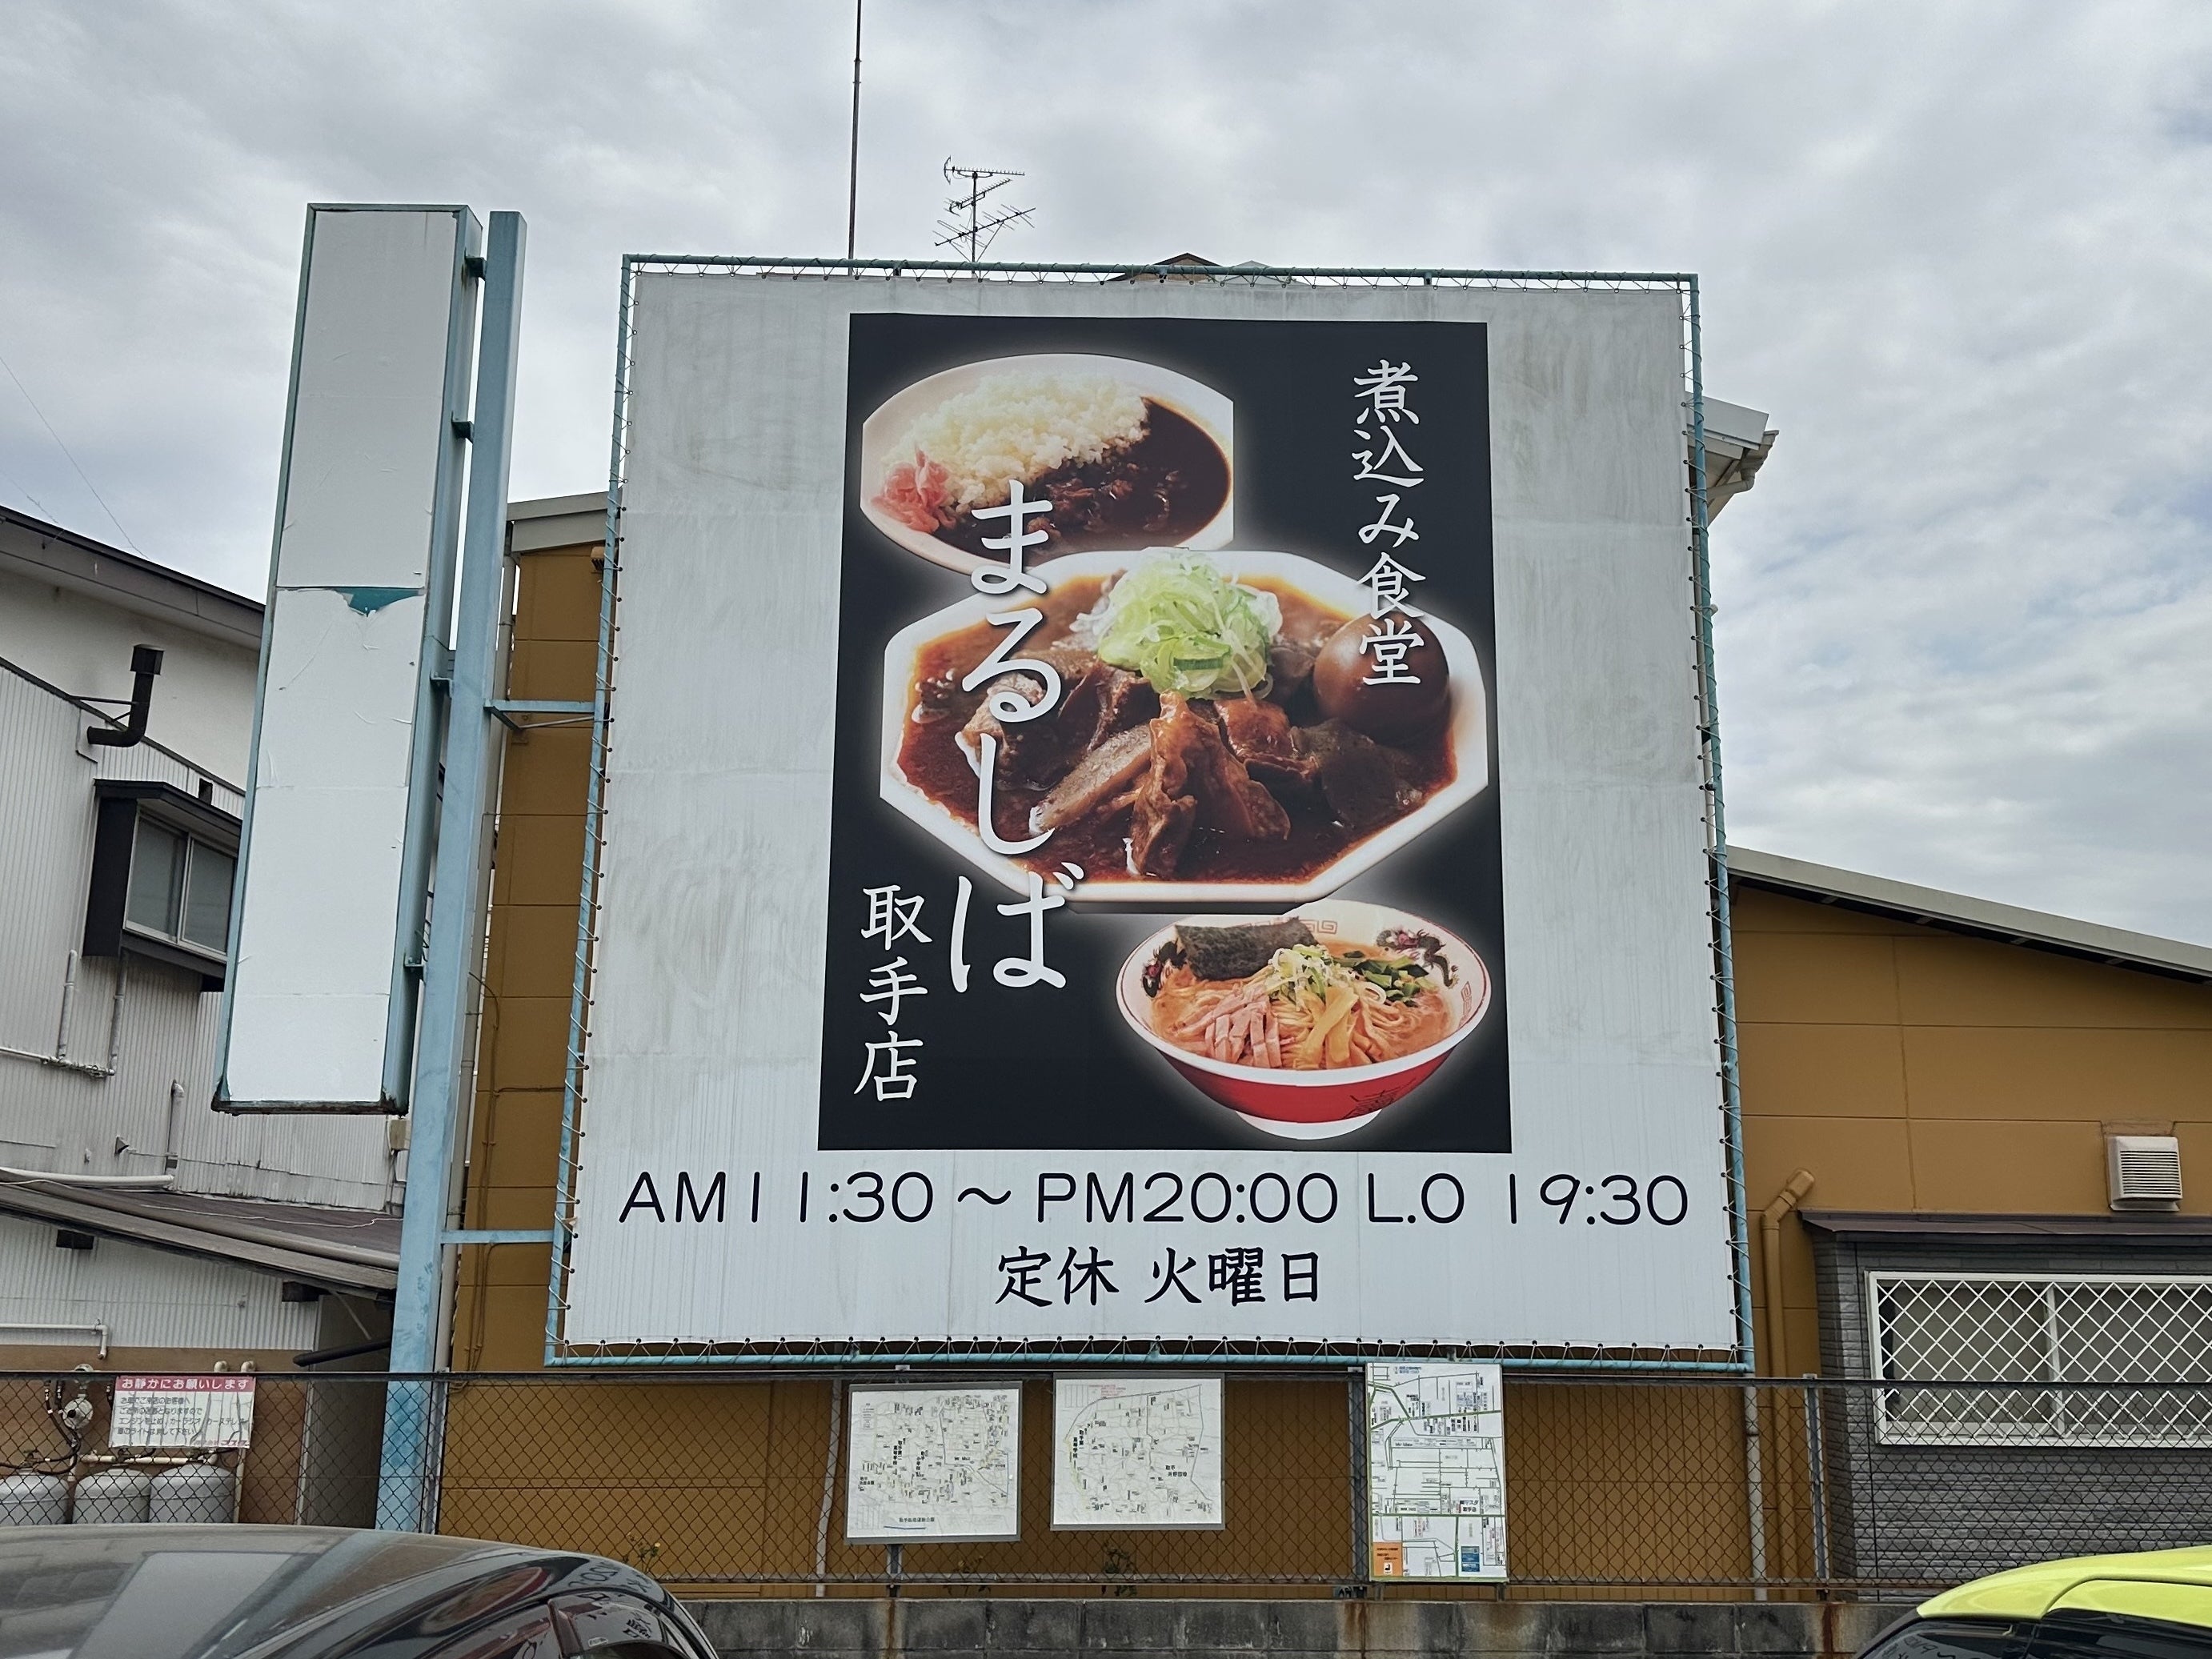 煮込み食堂
まるしば
取手店
AM11:30～PM20:00 L.O 19:30
定休 火曜日
お静かにお願いします